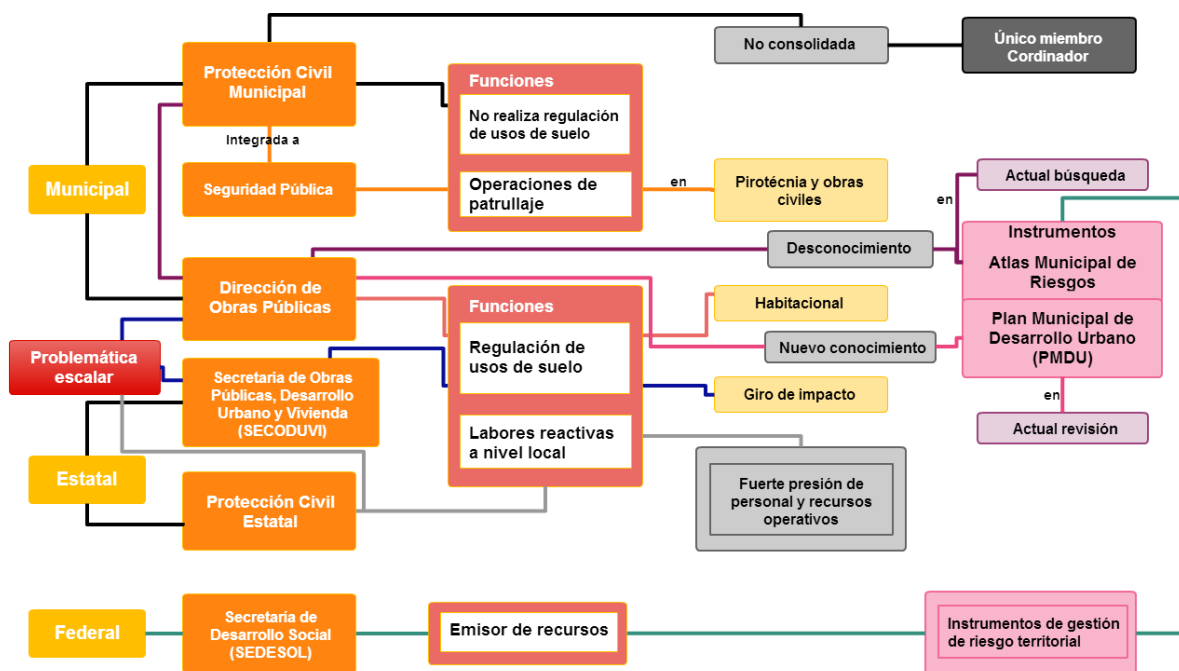 No consolidada
Único miembro
Cordinador
Protección Civil
Municipal
Funciones
No realiza regulación
de usos de suelo
Integrada a
Municipal
Seguridad Pública
Operaciones de
patrullaje
en
Pirotécnia y obras
civiles
Actual búsqueda
en
Desconocimiento
Instrumentos
Atlas Municipal de
Riesgos
Dirección de
Obras Públicas
Funciones
Habitacional
Plan Municipal de
Desarrollo Urbano
(PMDU)
Nuevo conocimiento
Problemática
escalar
Regulación de
usos de suelo
Secretaría de Obras
Públicas, Desarrollo
Urbano y Vivienda
(SECODUVI)
Giro de impacto
en
Actual revisión
Labores reactivas
a nivel local
Estatal
Protección Civil
Estatal
Fuerte presión de
personal y recursos
operativos
Federal
Secretaría de
Desarrollo Social
(SEDESOL)
Emisor de recursos
Instrumentos de gestión
de riesgo territorial